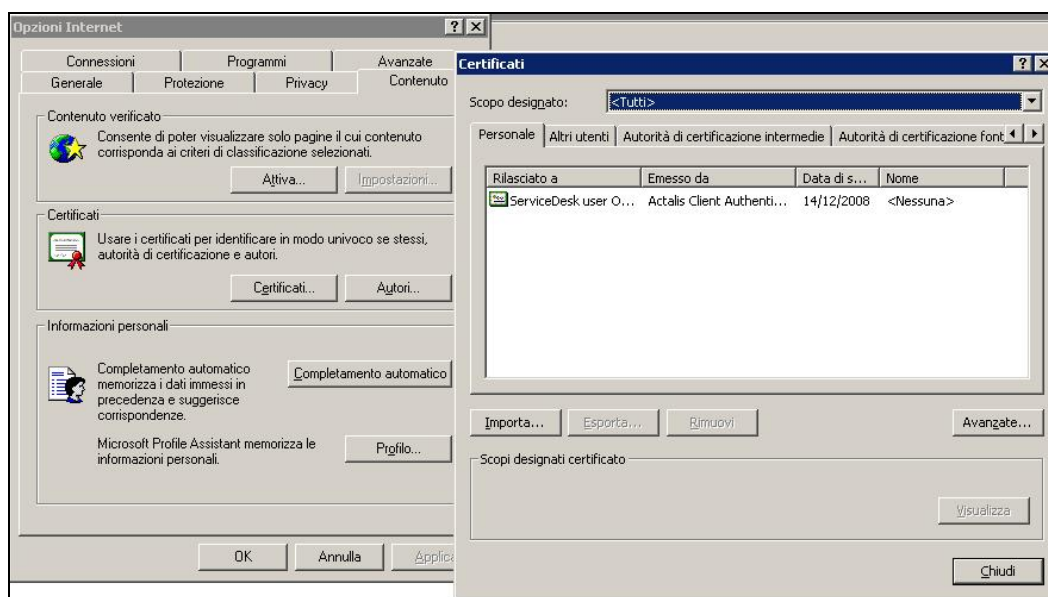 Opzioni Internet
Connessioni
Programmi
Avanzate
Generale
Protezione
Privacy
Contenuto
Contenuto verificato
Consente di poter visualizzare solo pagine il cui contenuto
corrisponda ai criteri di classificazione selezionati.
Attiva...
Impostazioni...
Certificati
Usare i certificati per identificare in modo univoco se stessi,
autorità di certificazione e autori.
Certificati...
Autori...
Informazioni personali
Completamento automatico
memorizza i dati immessi in
precedenza e suggerisce
corrispondenze.
Completamento automatico
Microsoft Profile Assistant memorizza le
informazioni personali.
Profilo...
OK
Annulla
Applica
Certificati
Scopo designato:
<Tutti>
Personale
Altri utenti
Autorità di certificazione intermedie
Autorità di certificazione font
Rilasciato a
Emesso da
Data di s...
Nome
ServiceDesk user O...
Actalis Client Authenti...
14/12/2008
<Nessuna>
Importa...
Esporta...
Rimuovi
Avanzate...
Scopi designati certificato
Visualizza
Chiudi